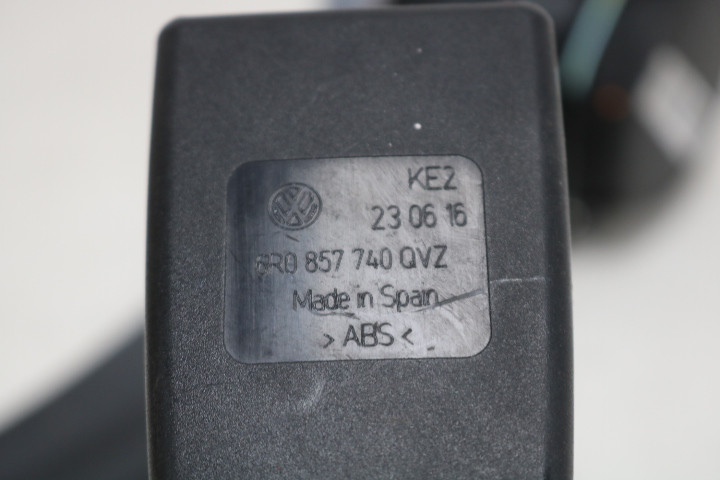 KE2
23 06 16
6R0 857 740 QVZ
Made in Spain
> ABS <